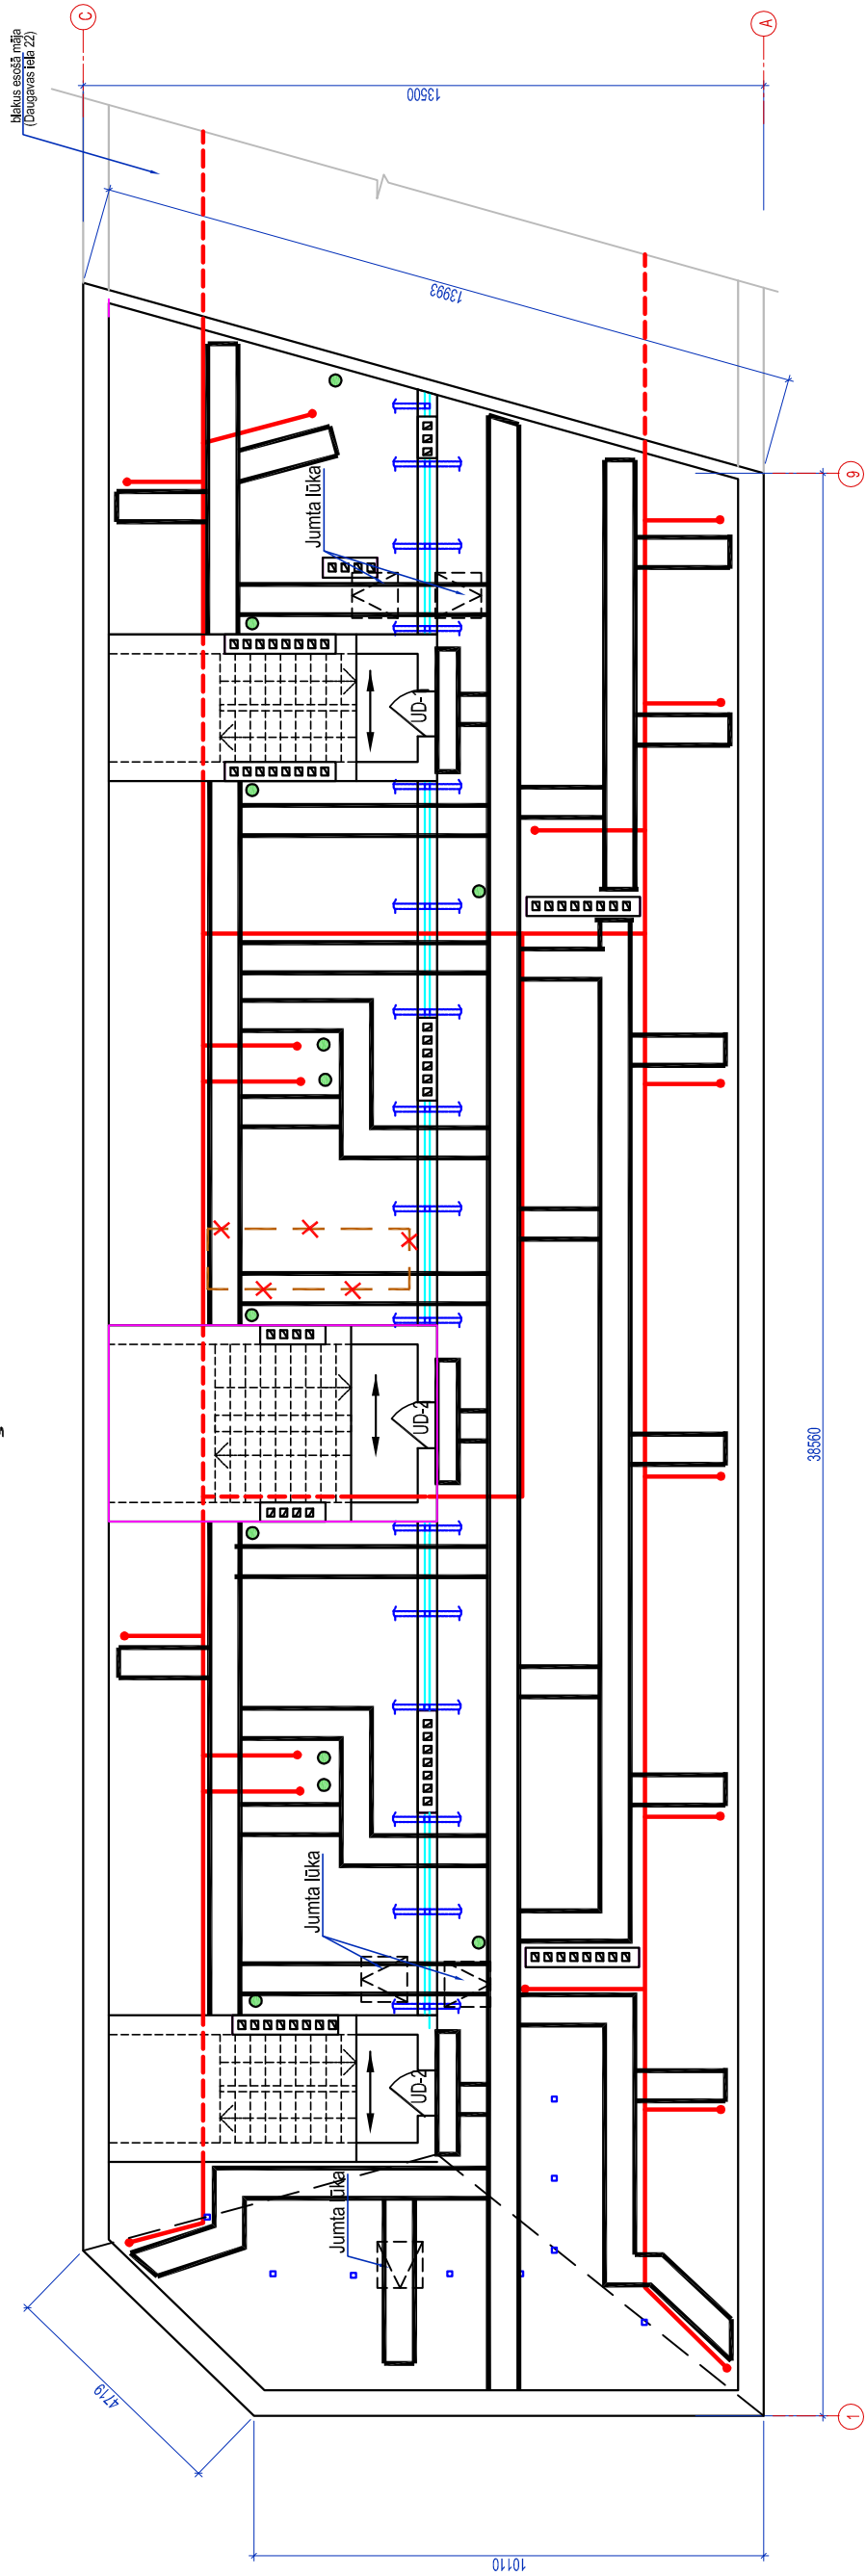 blakus esošā māja
(Daugavas iela 22)
C
A
13500
13993
Jumta lūka
9
UD-1
UD-2
38560
Jumta lūka
UD-2
Jumta lūka
4719
10110
1